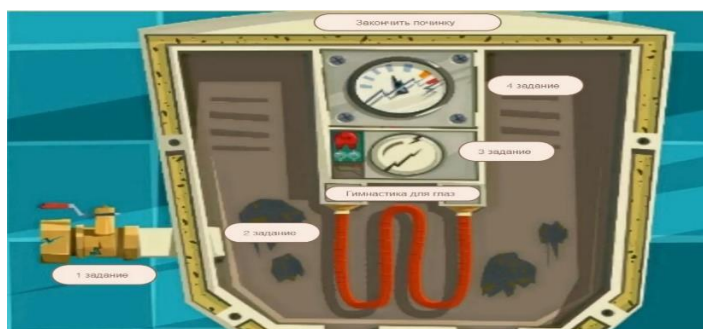 Закончить починку
4 задание
3 задание
Гимнастика для глаз
2 задание
1 задание